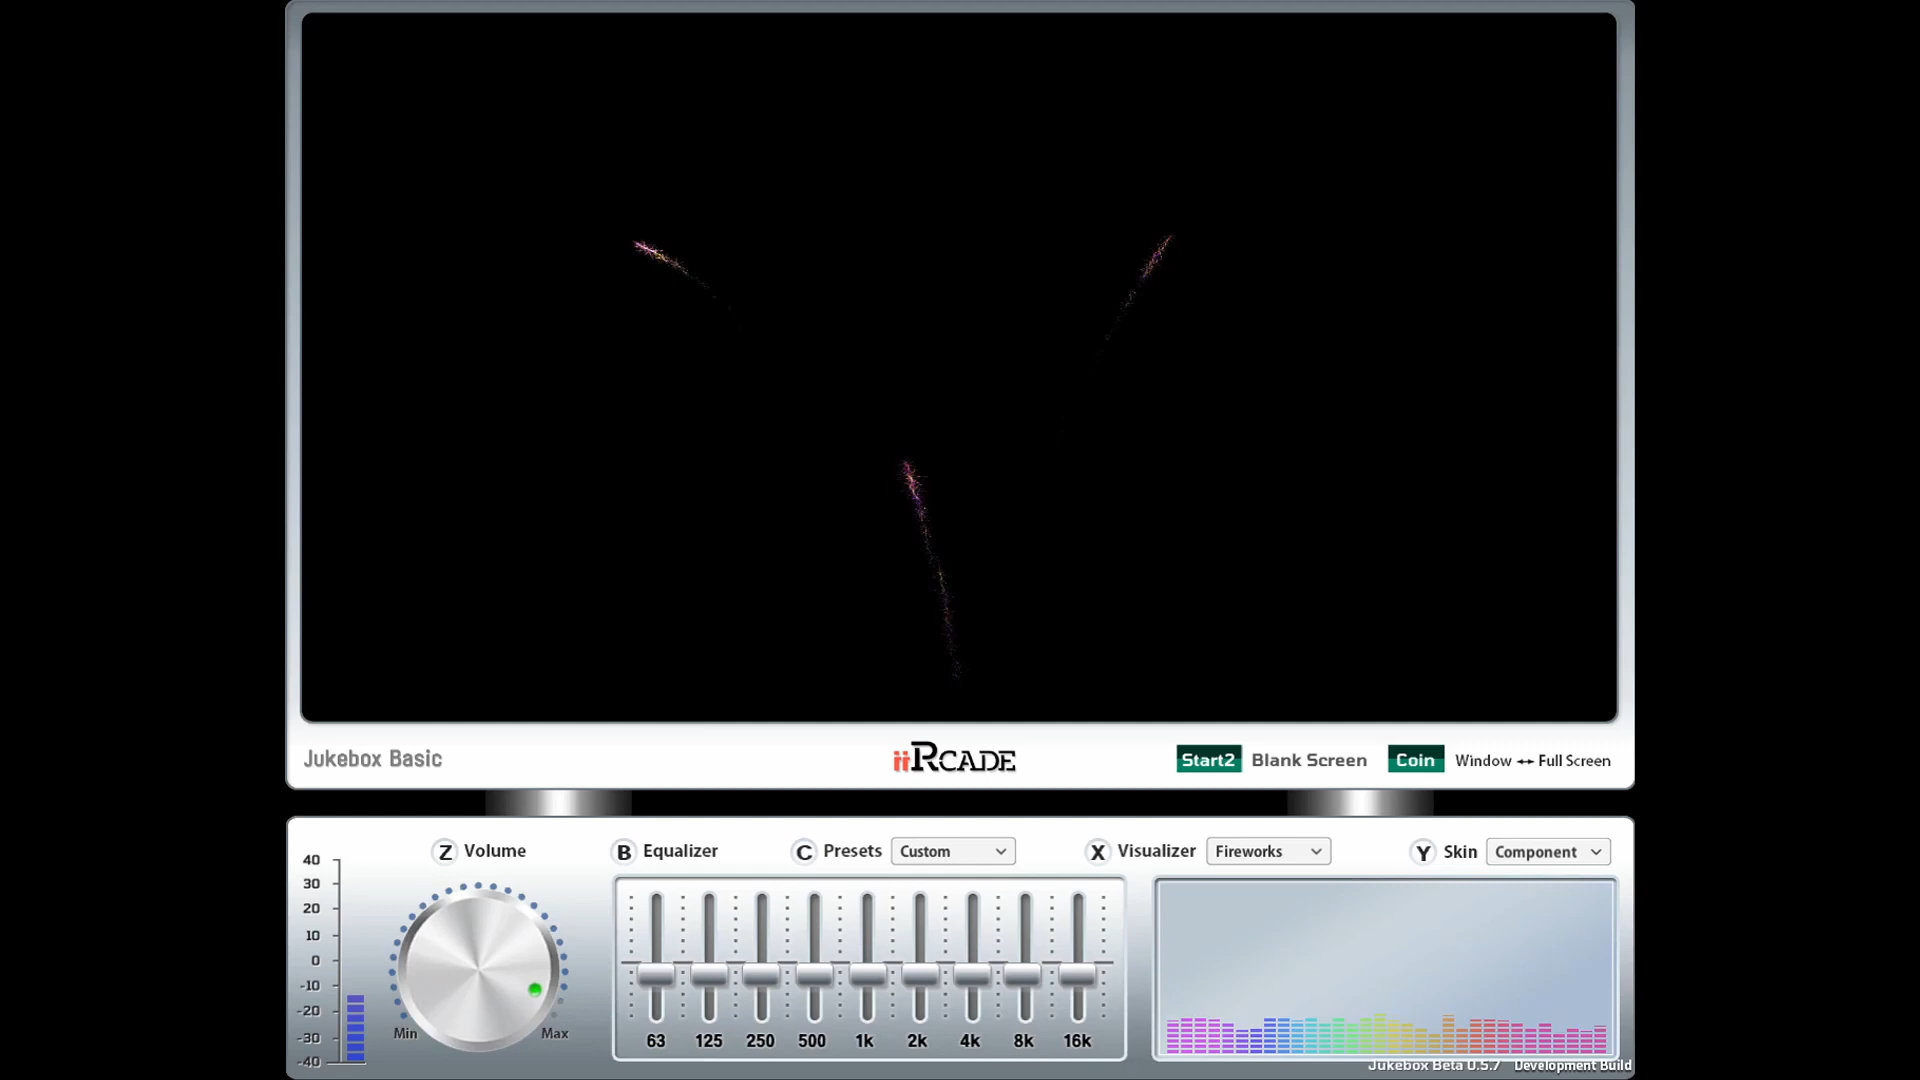 Jukebox Basic
iiRCADE
Start2 Blank Screen Coin Window ↔ Full Screen
Z Volume
B Equalizer
C Presets Custom
X Visualizer Fireworks
Y Skin Component
40
30
20
10
0
-10
-20
-30
-40
Min Max
63 125 250 500 1k 2k 4k 8k 16k
Jukebox Beta 0.5.7 Development Build